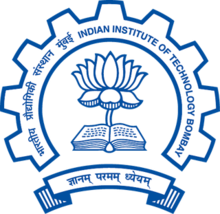 भारतीय प्रौद्योगिकी संस्थान मुंबई INDIAN INSTITUTE OF TECHNOLOGY BOMBAY
ज्ञानम् परमम् ध्येयम्